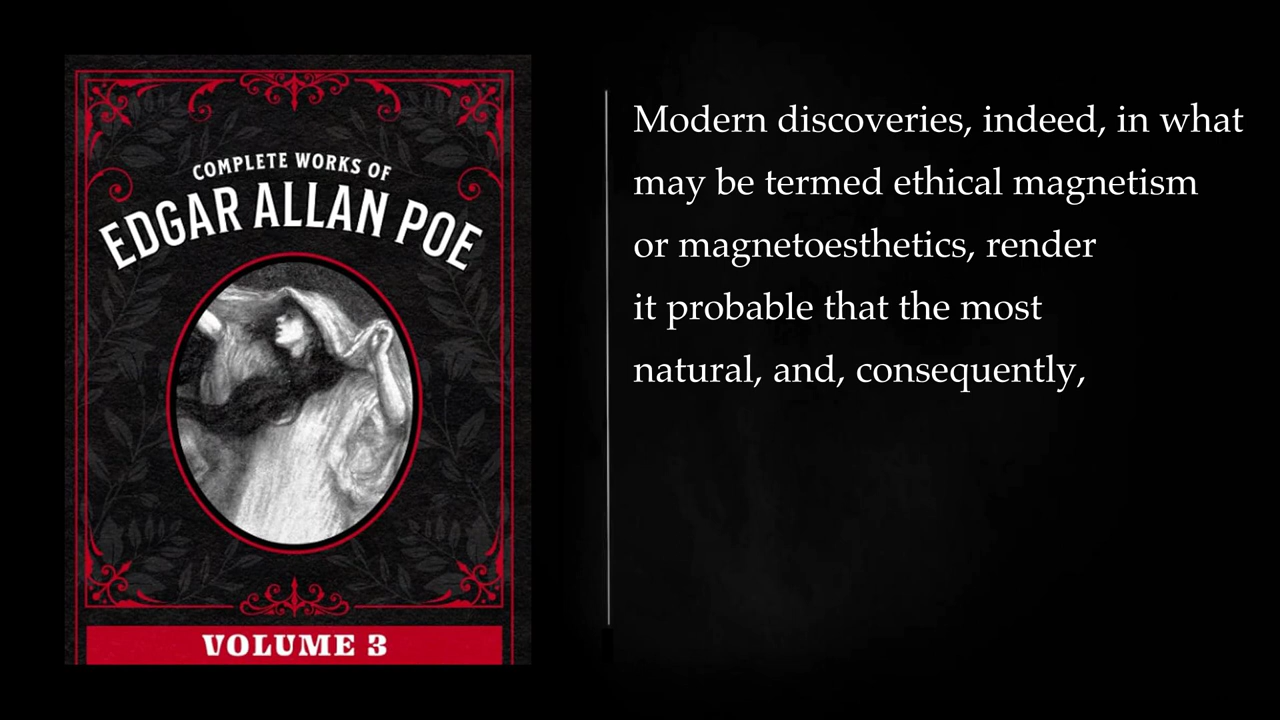 COMPLETE WORKS OF
EDGAR ALLAN POE
VOLUME 3
Modern discoveries, indeed, in what
may be termed ethical magnetism
or magnetoesthetics, render
it probable that the most
natural, and, consequently,